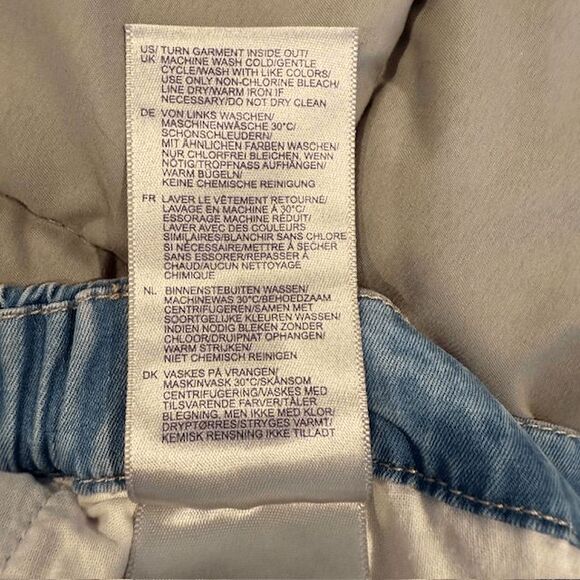 US/ TURN GARMENT INSIDE OUT/
UK MACHINE WASH COLD/GENTLE
CYCLE/WASH WITH LIKE COLORS/
USE ONLY NON-CHLORINE BLEACH/
LINE DRY/WARM IRON IF
NECESSARY/DO NOT DRY CLEAN
DE VON LINKS WASCHEN/
MASCHINENWÄSCHE 30°C/
SCHONSCHLEUDERN/
MIT ÄHNLICHEN FARBEN WASCHEN/
NUR CHLORFREI BLEICHEN, WENN
NÖTIG/TROPFNASS AUFHÄNGEN/
WARM BÜGELN/
KEINE CHEMISCHE REINIGUNG
FR LAVER LE VÊTEMENT RETOURNÉ/
LAVAGE EN MACHINE À 30°C/
ESSORAGE MACHINE RÉDUIT/
LAVER AVEC DES COULEURS
SIMILAIRES/BLANCHIR SANS CHLORE
SI NÉCESSAIRE/METTRE À SECHER
SANS ESSORER/REPASSER À
CHAUD/AUCUN NETTOYAGE
CHIMIQUE
NL BINNENSTEBUITEN WASSEN/
MACHINEWAS 30°C/BEHOEDZAAM
CENTRIFUGEREN/SAMEN MET
SOORTGELIJKE KLEUREN WASSEN/
INDIEN NODIG BLEKEN ZONDER
CHLOOR/DRUIPNAT OPHANGEN/
WARM STRIJKEN/
NIET CHEMISCH REINIGEN
DK VASKES PÅ VRANGEN/
MASKINVASK 30°C/SKÅNSOM
CENTRIFUGERING/VASKES MED
TILSVARENDE FARVER/TÅLER
BLEGNING, MEN IKKE MED KLOR/
DRYPTØRRES/STRYGES VARMT/
KEMISK RENSNING IKKE TILLADT